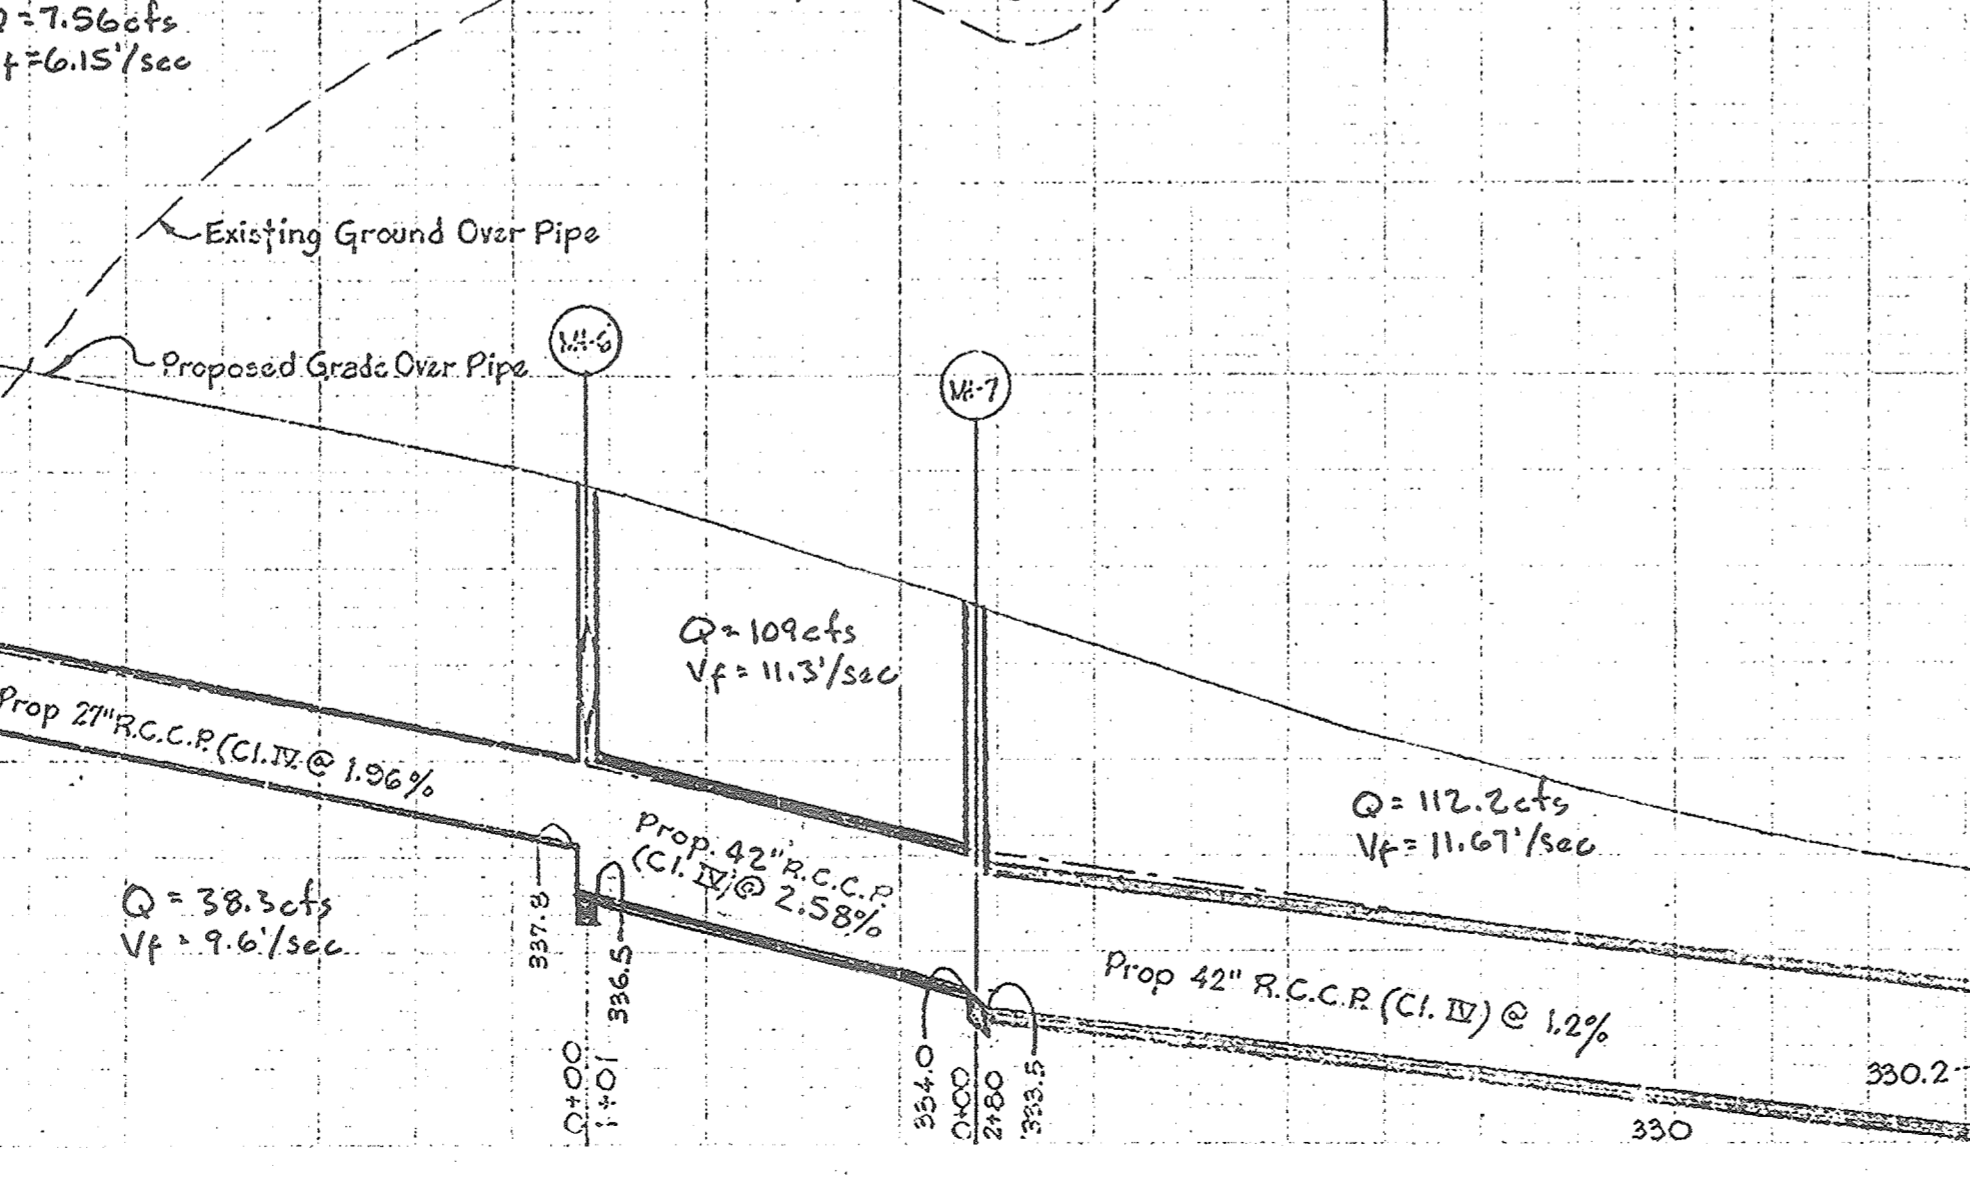 Q=7.56cfs
Vf=6.15'/sec
Existing Ground Over Pipe
MH-6
Proposed Grade Over Pipe
MH-7
Q=109cfs
Vf=11.3'/sec
Prop 27" R.C.C.P. (Cl. IV @ 1.96%
Q=112.2cfs
Vf=11.67'/sec
Prop. 42" R.C.C.P.
(Cl. IV) @ 2.58%
Q=38.3cfs
Vf=9.6'/sec
337.8
336.5
Prop 42" R.C.C.P. (Cl. IV) @ 1.2%
0+00
1+01
334.0
0+00
2+80
333.5
330.2
330